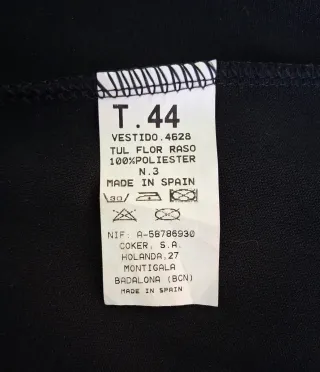 T.44
VESTIDO.4628
TUL FLOR RASO
100%POLIESTER
N.3
MADE IN SPAIN
30
NIF: A-58786930
COKER, S.A.
HOLANDA,27
MONTIGALA
BADALONA (BCN)
MADE IN SPAIN